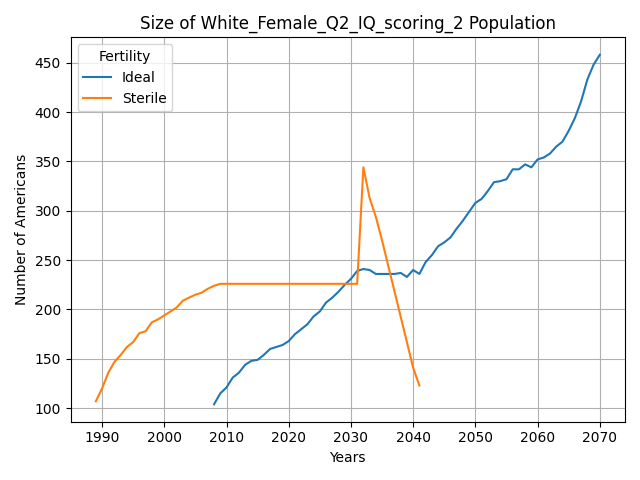 Size of White_Female_Q2_IQ_scoring_2 Population
Number of Americans
450
400
350
300
250
200
150
100
Fertility
Ideal
Sterile
1990 2000 2010 2020 2030 2040 2050 2060 2070
Years